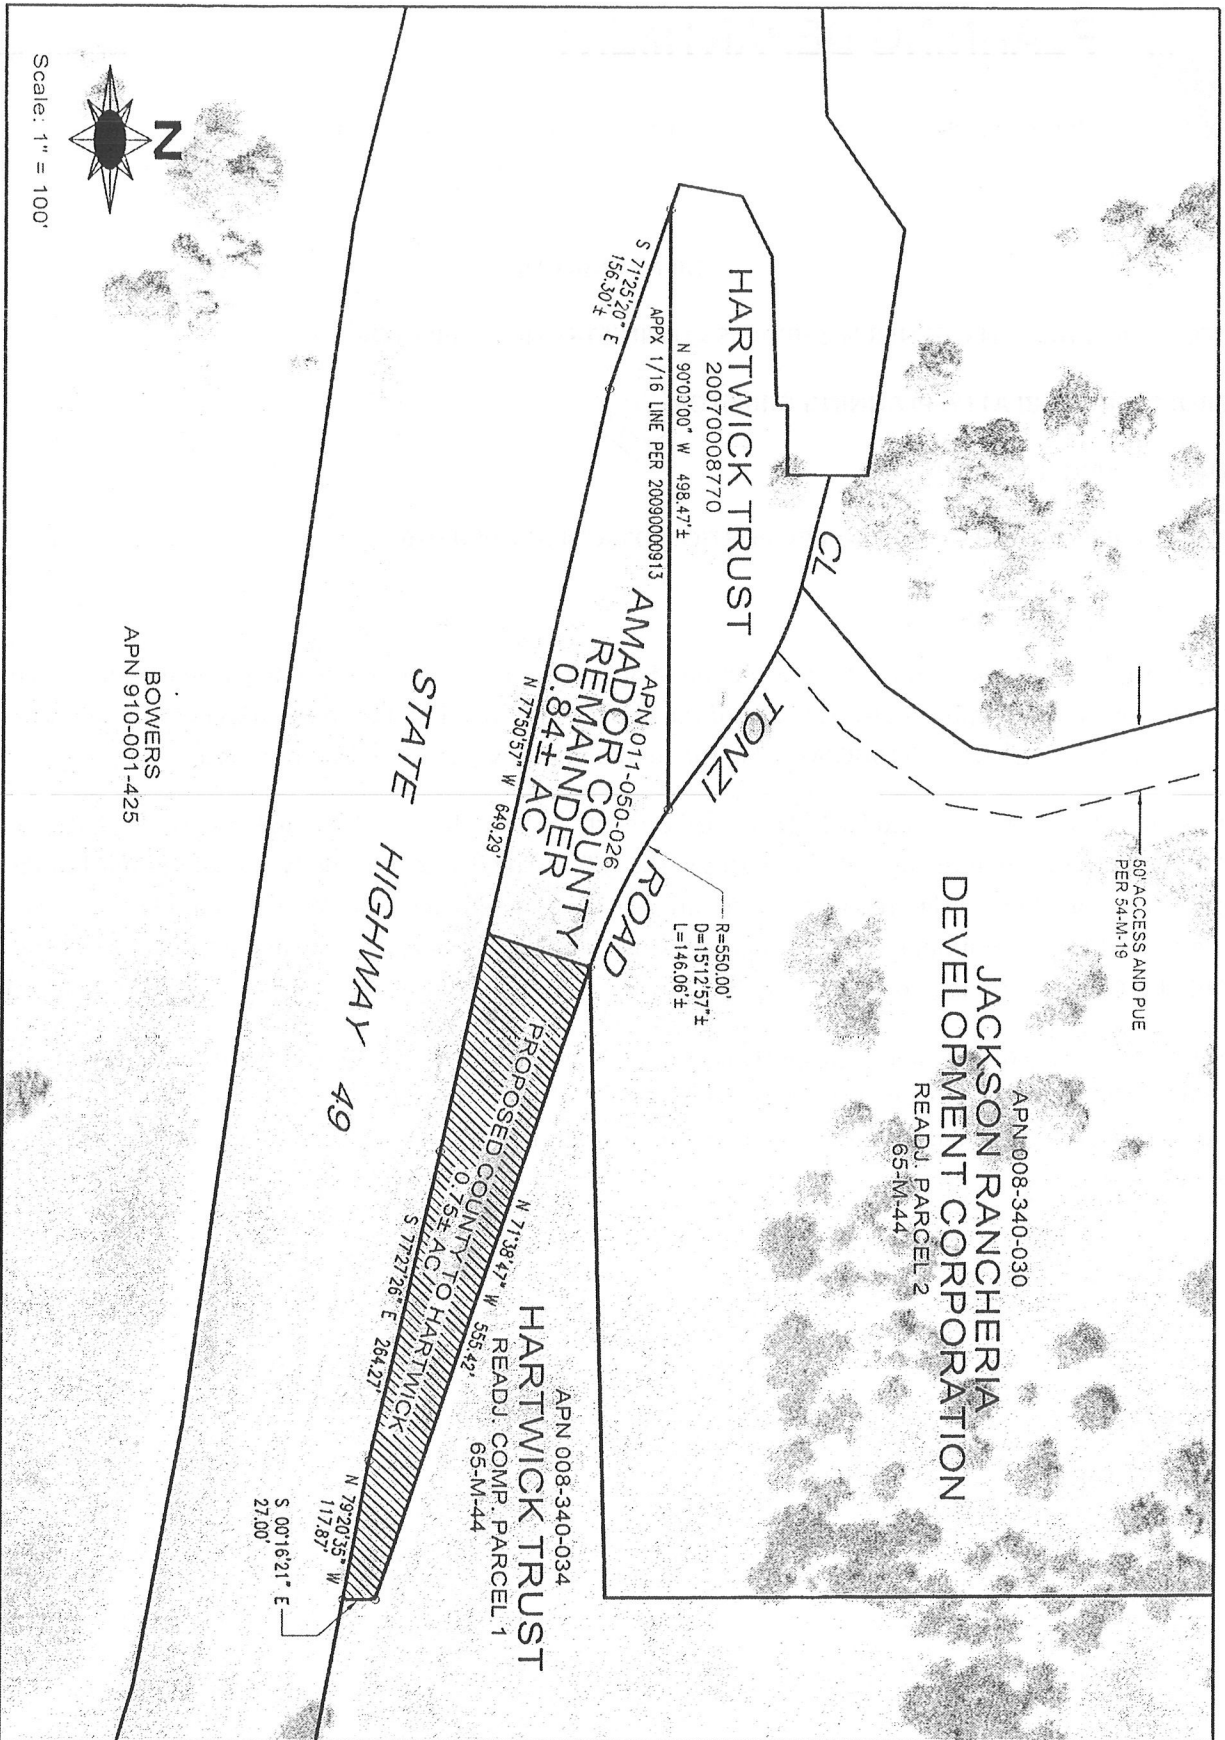 Scale: 1" = 100'
N
HARTWICK TRUST
20070008770
N 90°00'00" W 498.47'±
APPX 1/16 LINE PER 20090000913
S 71°25'20" E
156.30'±
APN 011-050-026
AMADOR COUNTY
REMAINDER
0.84± AC
N 77°50'57" W 649.29'
CL TONZI ROAD
R=550.00'
D=15°12'57"±
L=146.06'±
50' ACCESS AND PUE
PER 54-M-19
APN 008-340-030
JACKSON RANCHERIA
DEVELOPMENT CORPORATION
READJ. PARCEL 2
65-M-44
STATE HIGHWAY 49
BOWERS
APN 910-001-425
PROPOSED COUNTY TO HARTWICK
0.75± AC
N 71°38'47" W 555.42'
S 77°27'26" E 264.27'
APN 008-340-034
HARTWICK TRUST
READJ. COMP. PARCEL 1
65-M-44
N 79°20'35" W
117.87'
S 00°16'21" E
27.00'